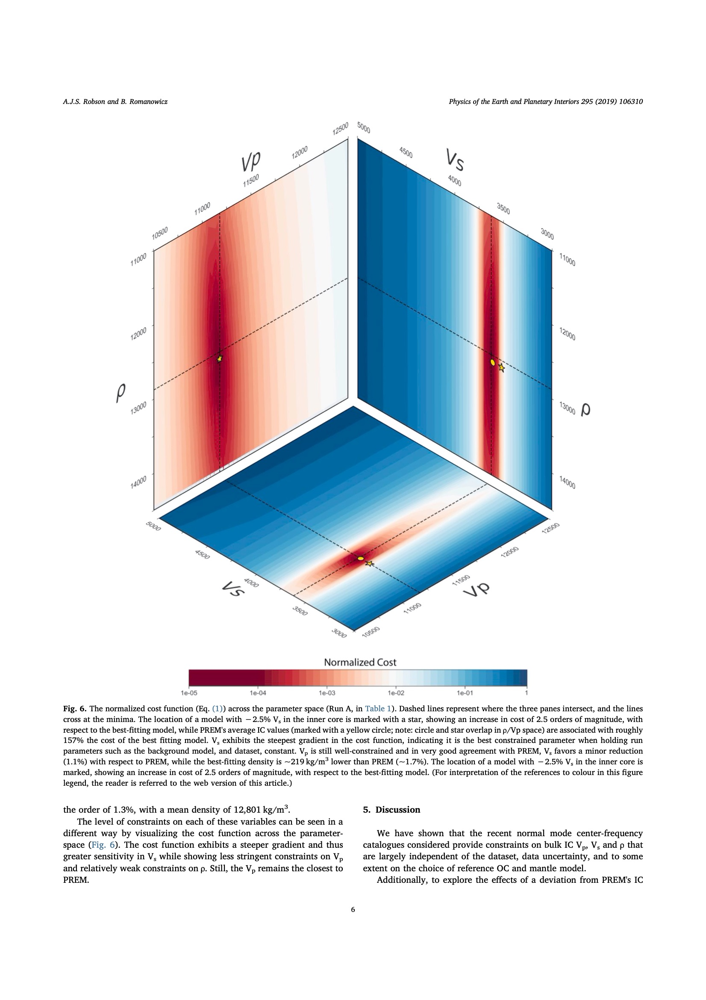 A.J.S. Robson and B. Romanowicz
Physics of the Earth and Planetary Interiors 295 (2019) 106310
12500
5000
Vp
12000
4500
Vs
11500
4000
11000
3500
10500
3000
11000
11000
12000
12000
ρ
13000
13000
ρ
14000
14000
5000
12500
4500
12000
Vs
4000
11500
Vp
3500
11000
3000
10500
Normalized Cost
1e-05 1e-04 1e-03 1e-02 1e-01 1
Fig. 6. The normalized cost function (Eq. (1)) across the parameter space (Run A, in Table 1). Dashed lines represent where the three panes intersect, and the lines
cross at the minima. The location of a model with −2.5% Vs in the inner core is marked with a star, showing an increase in cost of 2.5 orders of magnitude, with
respect to the best-fitting model, while PREM's average IC values (marked with a yellow circle; note: circle and star overlap in ρ/Vp space) are associated with roughly
157% the cost of the best fitting model. Vs exhibits the steepest gradient in the cost function, indicating it is the best constrained parameter when holding run
parameters such as the background model, and dataset, constant. Vp is still well-constrained and in very good agreement with PREM, Vs favors a minor reduction
(1.1%) with respect to PREM, while the best-fitting density is ~219 kg/m³ lower than PREM (~1.7%). The location of a model with −2.5% Vs in the inner core is
marked, showing an increase in cost of 2.5 orders of magnitude, with respect to the best-fitting model. (For interpretation of the references to colour in this figure
legend, the reader is referred to the web version of this article.)
the order of 1.3%, with a mean density of 12,801 kg/m³.
The level of constraints on each of these variables can be seen in a
different way by visualizing the cost function across the parameter-
space (Fig. 6). The cost function exhibits a steeper gradient and thus
greater sensitivity in Vs while showing less stringent constraints on Vp
and relatively weak constraints on ρ. Still, the Vp remains the closest to
PREM.
5. Discussion
We have shown that the recent normal mode center-frequency
catalogues considered provide constraints on bulk IC Vp, Vs and ρ that
are largely independent of the dataset, data uncertainty, and to some
extent on the choice of reference OC and mantle model.
Additionally, to explore the effects of a deviation from PREM's IC
6